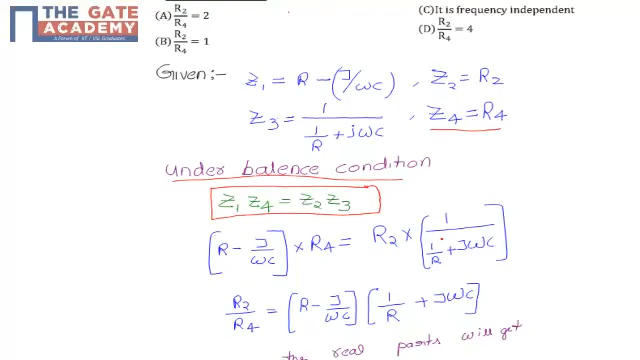 THE GATE
ACADEMY
A Forum of IIT / IISc Graduates
(A) R₂/R₄ = 2
(B) R₂/R₄ = 1
(C) It is frequency independent
(D) R₂/R₄ = 4
Given :- Z₁ = R - (J/ωC) , Z₂ = R₂
Z₃ = 1/(1/R + jωC) , Z₄ = R₄
under balence condition
Z₁ Z₄ = Z₂ Z₃
[R - J/ωC] × R₄ = R₂ × [1/(1/R + JωC)]
R₂/R₄ = [R - J/ωC] [1/R + JωC]
the real parts will get